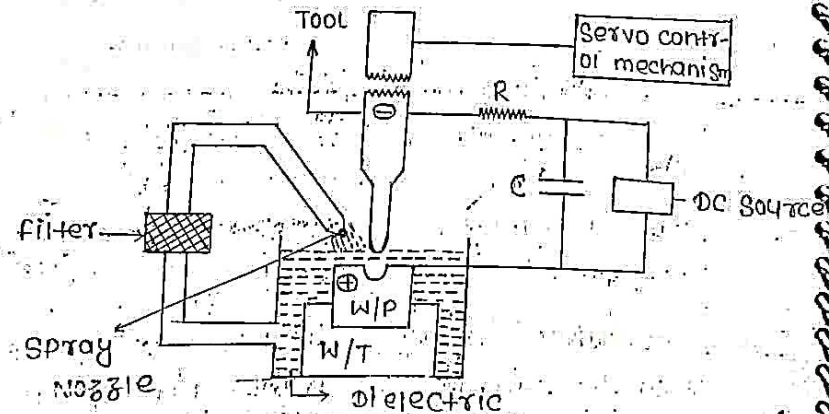 TOOL
Servo contr-
ol mechanism
R
⊖
C
DC Source
filter
⊕
W/P
W/T
Spray
Nozzle
Dielectric